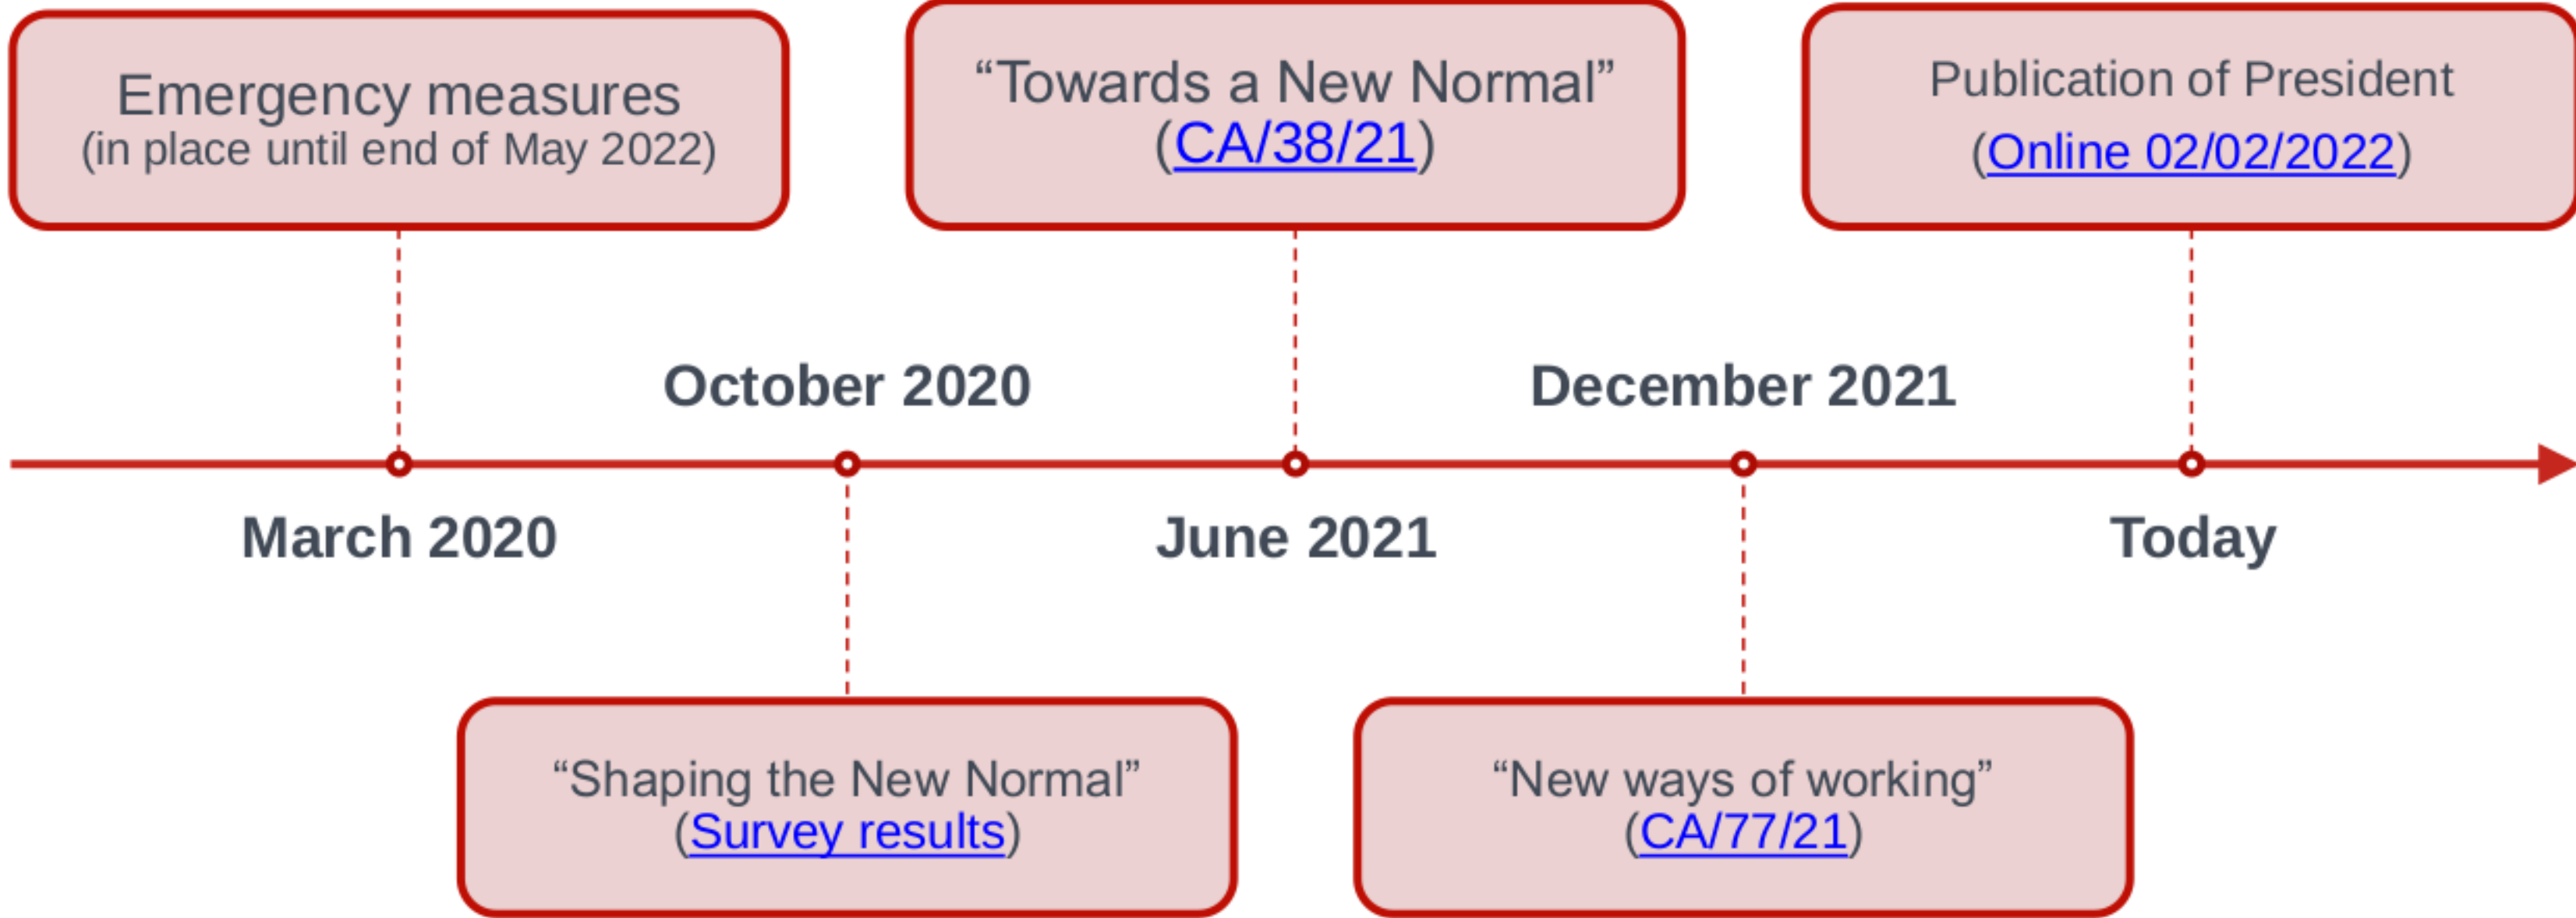 Emergency measures
(in place until end of May 2022)
“Towards a New Normal”
(CA/38/21)
Publication of President
(Online 02/02/2022)
October 2020
December 2021
March 2020
June 2021
Today
“Shaping the New Normal”
(Survey results)
“New ways of working”
(CA/77/21)